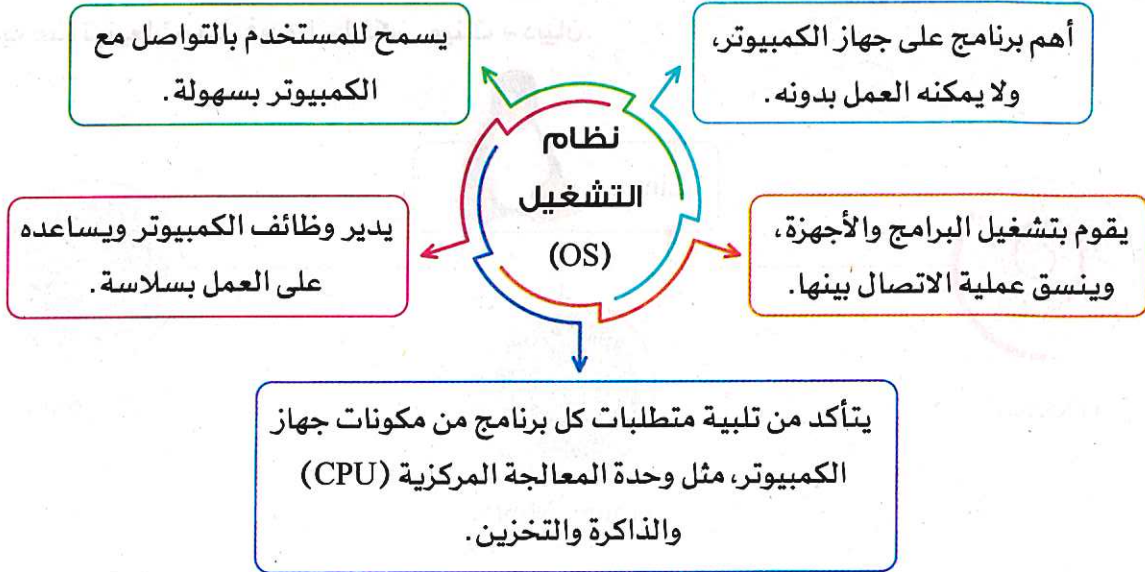 نظام
التشغيل
(OS)
أهم برنامج على جهاز الكمبيوتر،
ولا يمكنه العمل بدونه.
يسمح للمستخدم بالتواصل مع
الكمبيوتر بسهولة.
يقوم بتشغيل البرامج والأجهزة،
وينسق عملية الاتصال بينها.
يدير وظائف الكمبيوتر ويساعده
على العمل بسلاسة.
يتأكد من تلبية متطلبات كل برنامج من مكونات جهاز
الكمبيوتر، مثل وحدة المعالجة المركزية (CPU)
والذاكرة والتخزين.